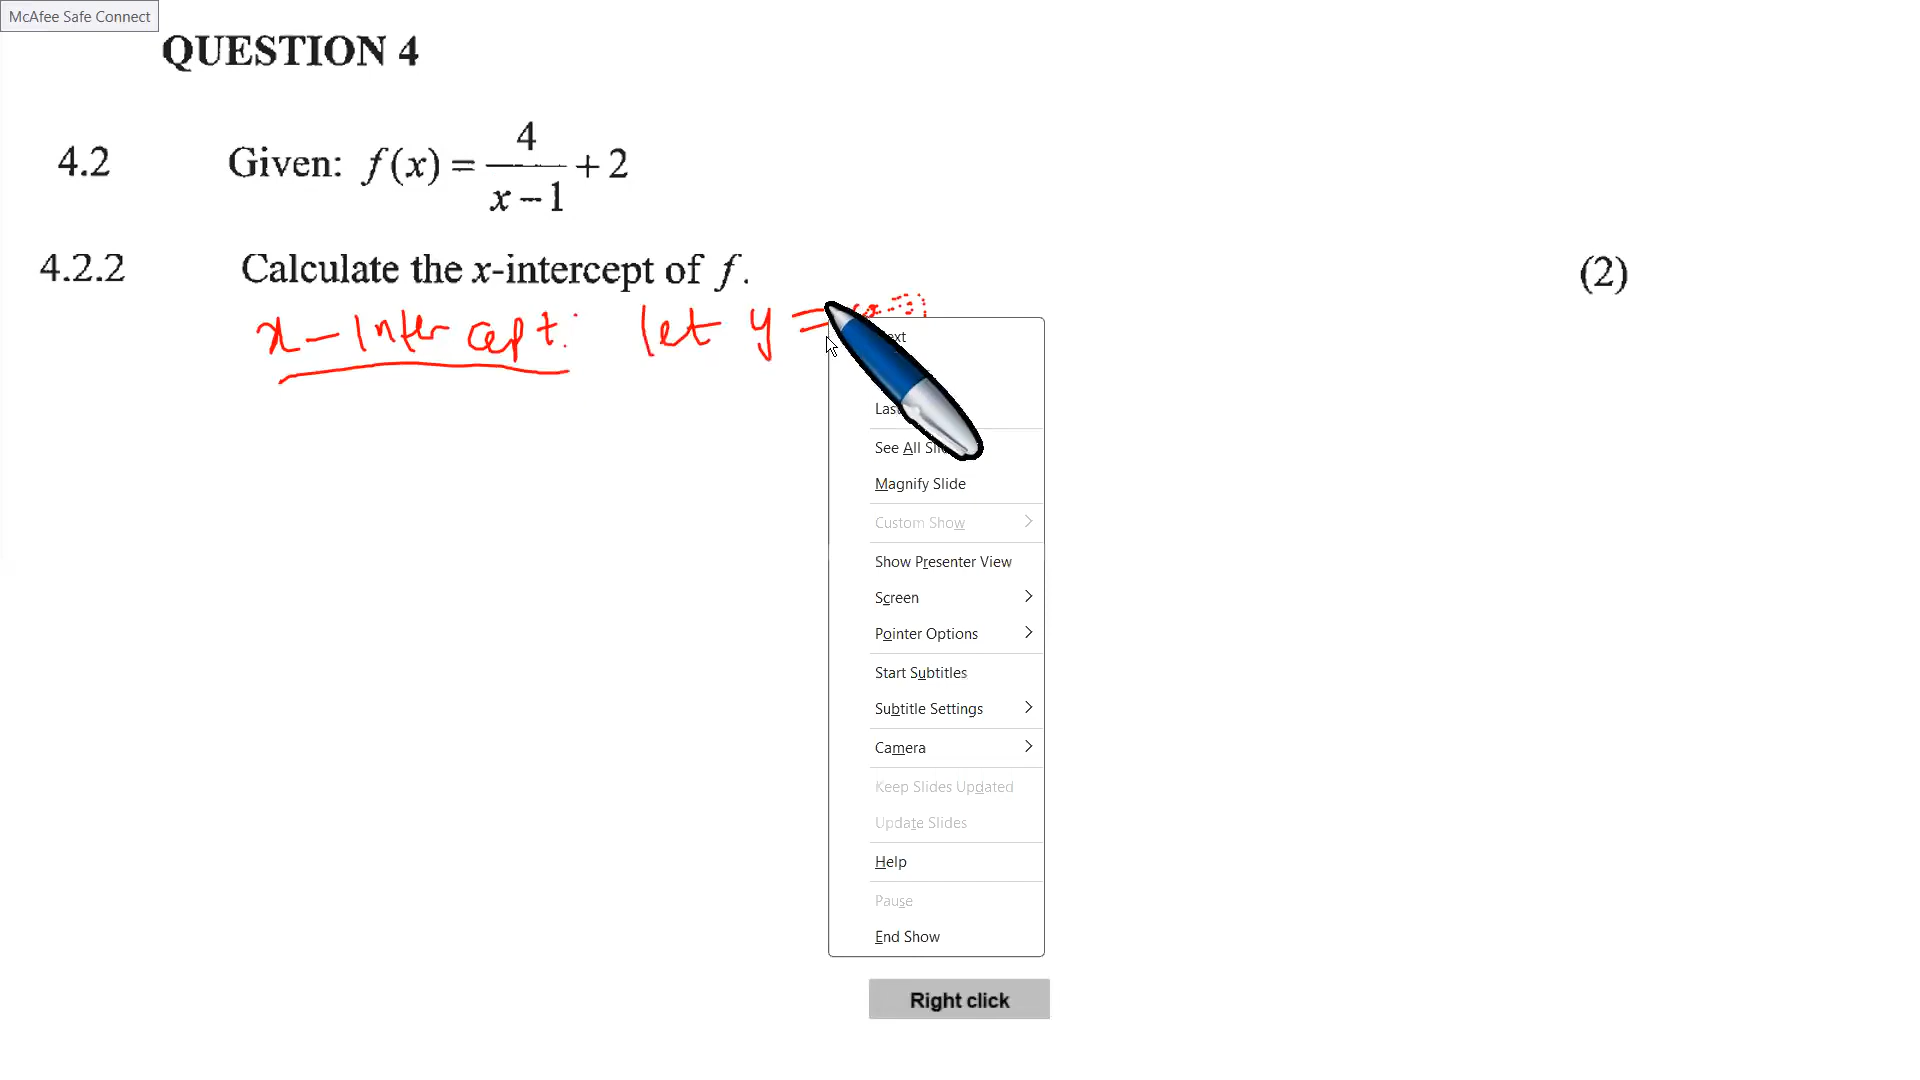 McAfee Safe Connect
QUESTION 4
4.2 Given: f(x) = 4/(x − 1) + 2
4.2.2 Calculate the x-intercept of f. (2)
x - Intercept: let y =
See All
Magnify Slide
Custom Show
Show Presenter View
Screen
Pointer Options
Start Subtitles
Subtitle Settings
Camera
Keep Slides Updated
Update Slides
Help
Pause
End Show
Right click